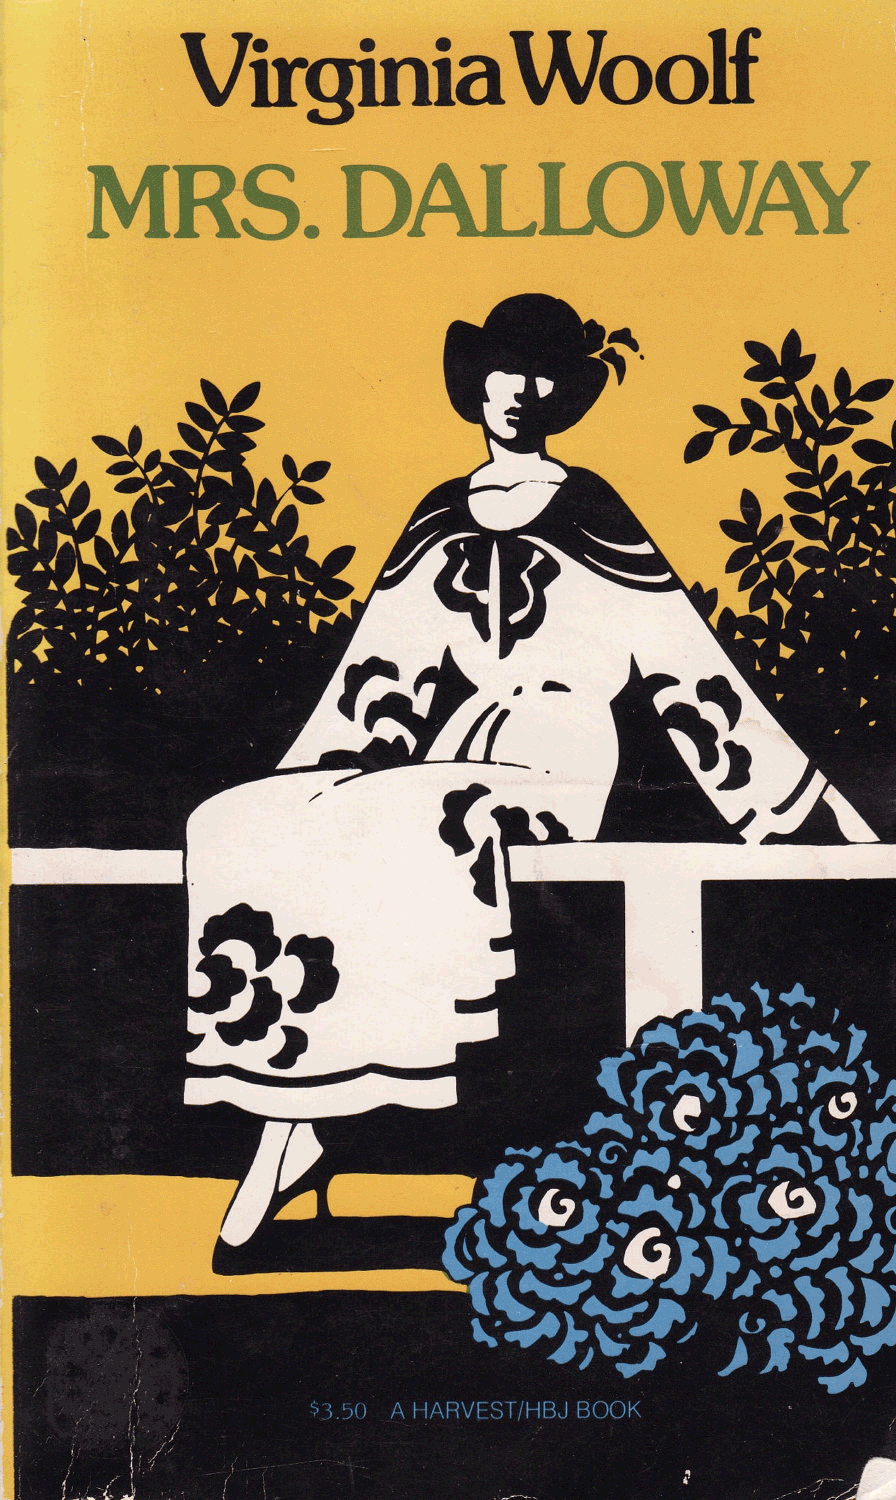 Virginia Woolf
MRS. DALLOWAY
$3.50 A HARVEST/HBJ BOOK